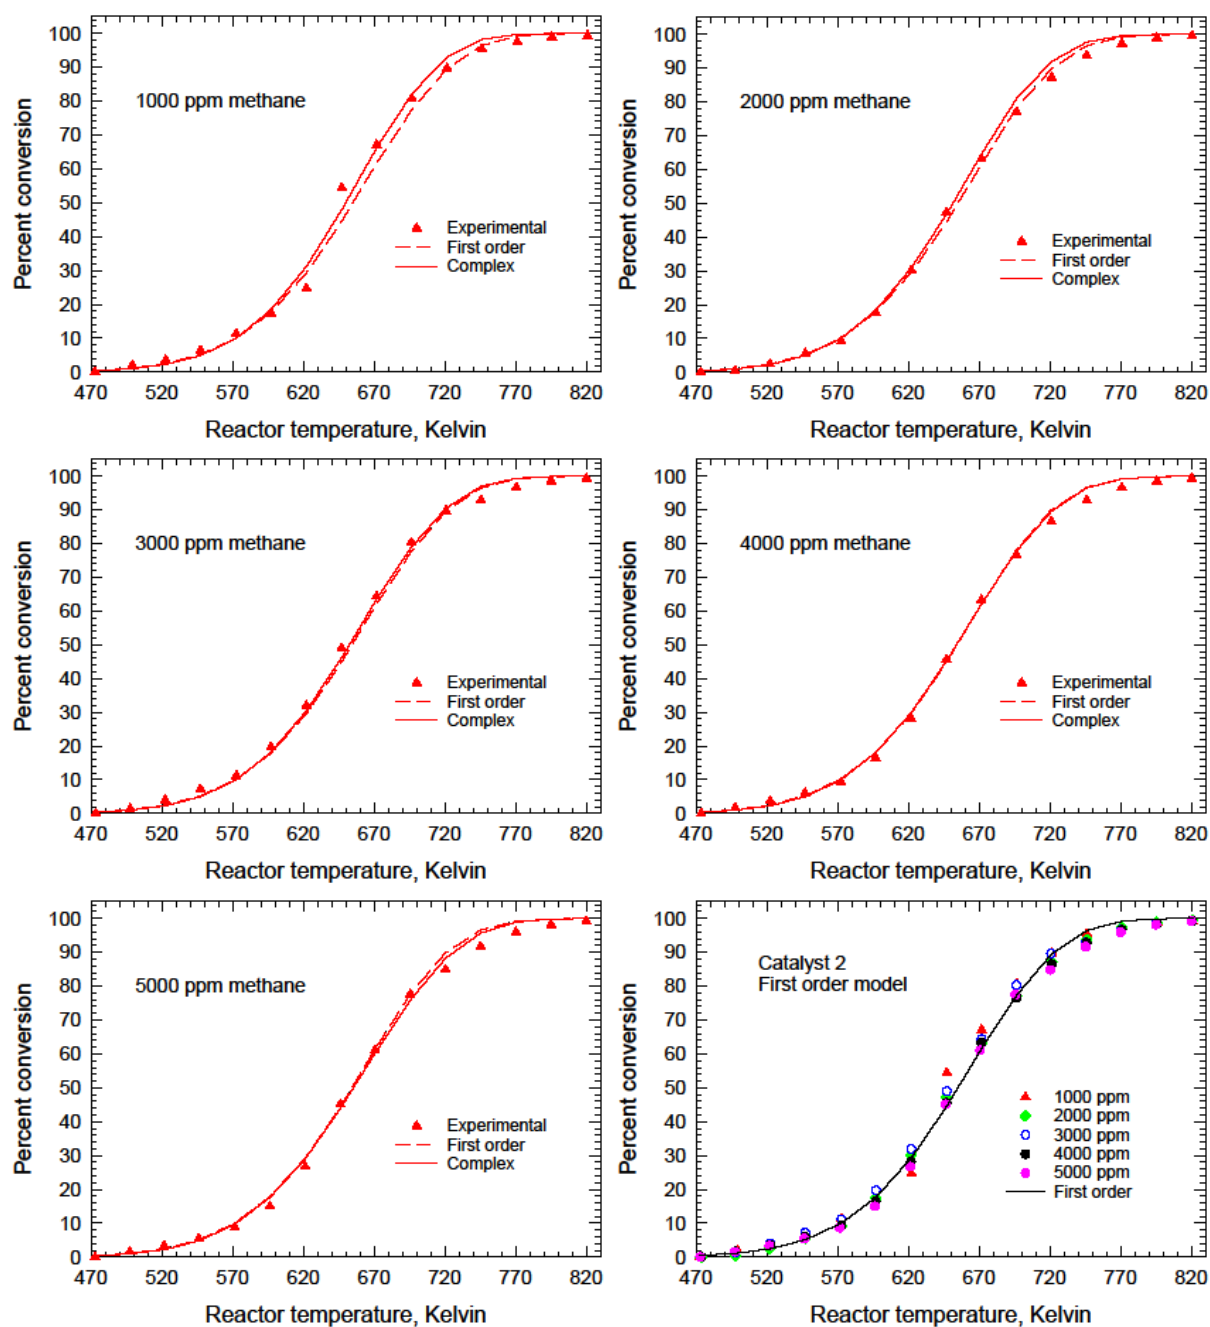 100
90
80
70
60
50
40
30
20
10
0
Percent conversion
1000 ppm methane
Experimental
First order
Complex
470 520 570 620 670 720 770 820
Reactor temperature, Kelvin
100
90
80
70
60
50
40
30
20
10
0
Percent conversion
2000 ppm methane
Experimental
First order
Complex
470 520 570 620 670 720 770 820
Reactor temperature, Kelvin
100
90
80
70
60
50
40
30
20
10
0
Percent conversion
3000 ppm methane
Experimental
First order
Complex
470 520 570 620 670 720 770 820
Reactor temperature, Kelvin
100
90
80
70
60
50
40
30
20
10
0
Percent conversion
4000 ppm methane
Experimental
First order
Complex
470 520 570 620 670 720 770 820
Reactor temperature, Kelvin
100
90
80
70
60
50
40
30
20
10
0
Percent conversion
5000 ppm methane
Experimental
First order
Complex
470 520 570 620 670 720 770 820
Reactor temperature, Kelvin
100
90
80
70
60
50
40
30
20
10
0
Percent conversion
Catalyst 2
First order model
1000 ppm
2000 ppm
3000 ppm
4000 ppm
5000 ppm
First order
470 520 570 620 670 720 770 820
Reactor temperature, Kelvin